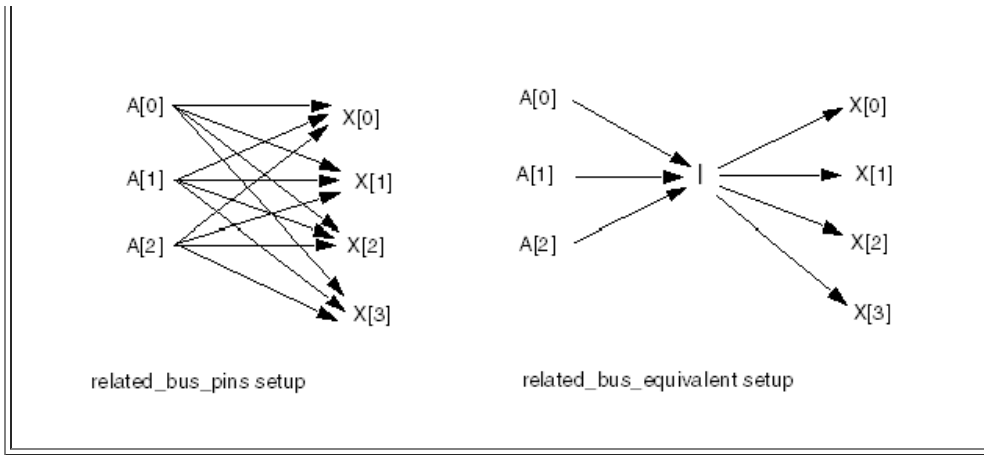 A[0]
A[1]
A[2]
X[0]
X[1]
X[2]
X[3]
related_bus_pins setup
A[0]
A[1]
A[2]
I
X[0]
X[1]
X[2]
X[3]
related_bus_equivalent setup